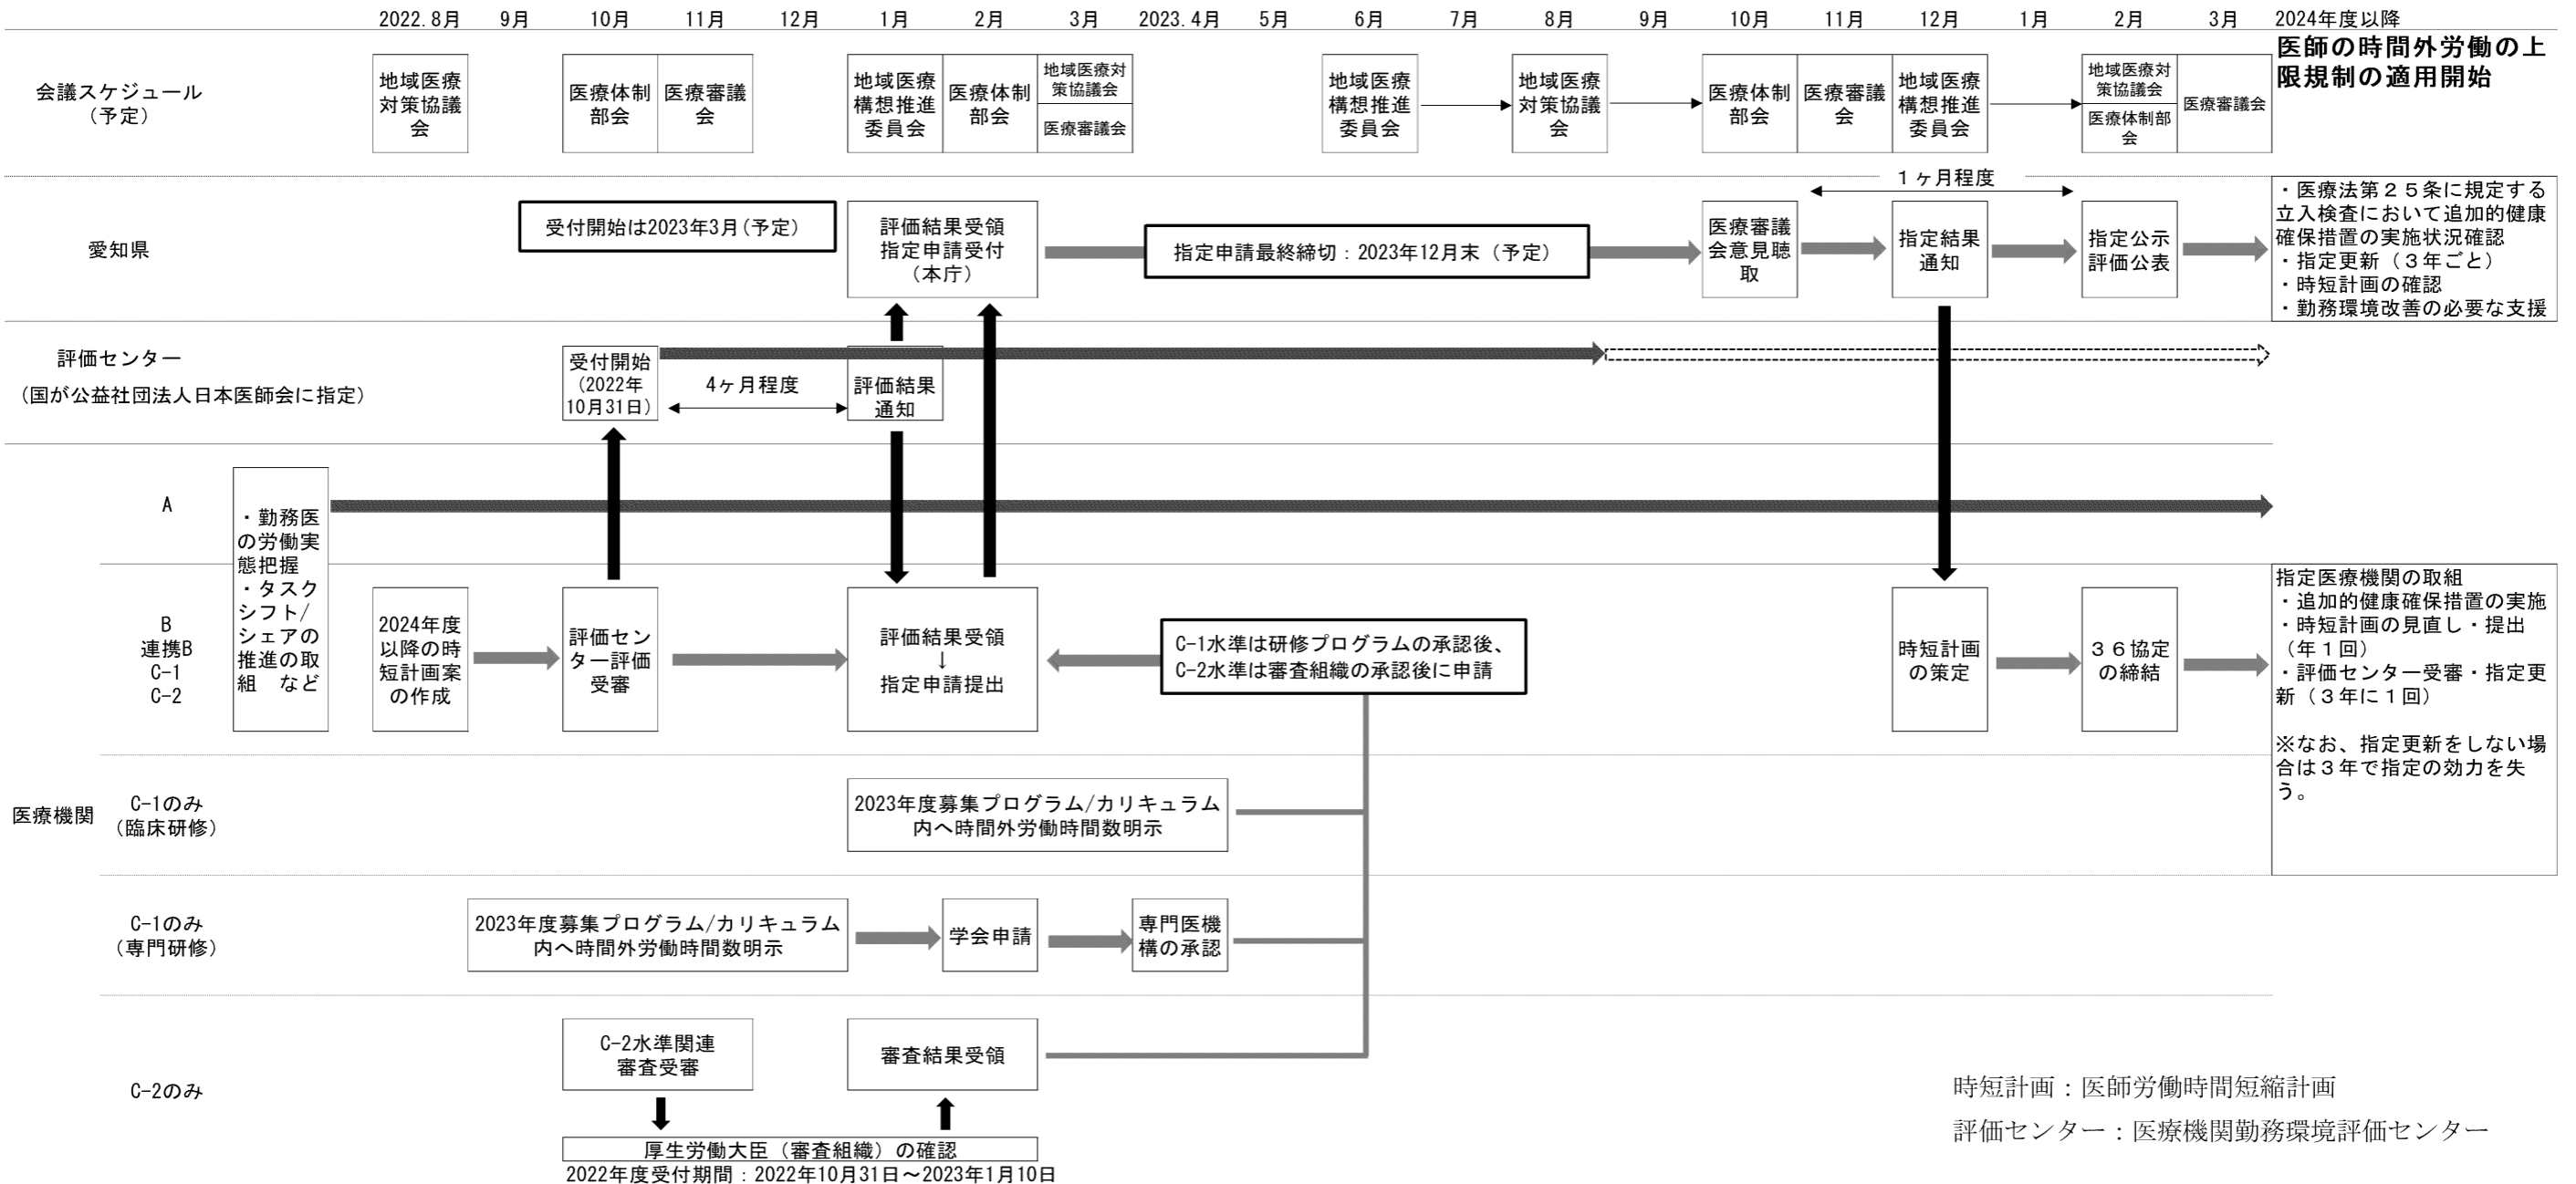 2022.8月 9月 10月 11月 12月 1月 2月 3月 2023.4月 5月 6月 7月 8月 9月 10月 11月 12月 1月 2月 3月 2024年度以降
医師の時間外労働の上
限規制の適用開始
会議スケジュール
（予定）
地域医療
対策協議
会
医療体制
部会
医療審議
会
地域医療
構想推進
委員会
医療体制
部会
地域医療対
策協議会
医療審議会
地域医療
構想推進
委員会
地域医療
対策協議
会
医療体制
部会
医療審議
会
地域医療
構想推進
委員会
地域医療対
策協議会
医療体制部
会
医療審議会
愛知県
受付開始は2023年3月(予定)
評価結果受領
指定申請受付
（本庁）
指定申請最終締切：2023年12月末（予定）
医療審議
会意見聴
取
１ヶ月程度
指定結果
通知
指定公示
評価公表
・医療法第２５条に規定する
立入検査において追加的健康
確保措置の実施状況確認
・指定更新（３年ごと）
・時短計画の確認
・勤務環境改善の必要な支援
評価センター
（国が公益社団法人日本医師会に指定）
受付開始
（2022年
10月31日）
4ヶ月程度
評価結果
通知
医療機関
A
・勤務医
の労働実
態把握
・タスク
シフト/
シェアの
推進の取
組　など
B
連携B
C-1
C-2
2024年度
以降の時
短計画案
の作成
評価セン
ター評価
受審
評価結果受領
↓
指定申請提出
C-1水準は研修プログラムの承認後、
C-2水準は審査組織の承認後に申請
時短計画
の策定
３６協定
の締結
指定医療機関の取組
・追加的健康確保措置の実施
・時短計画の見直し・提出
（年１回）
・評価センター受審・指定更
新（３年に１回）
※なお、指定更新をしない場
合は３年で指定の効力を失
う。
C-1のみ
（臨床研修）
2023年度募集プログラム/カリキュラム
内へ時間外労働時間数明示
C-1のみ
（専門研修）
2023年度募集プログラム/カリキュラム
内へ時間外労働時間数明示
学会申請
専門医機
構の承認
C-2のみ
C-2水準関連
審査受審
審査結果受領
厚生労働大臣（審査組織）の確認
2022年度受付期間：2022年10月31日～2023年1月10日
時短計画：医師労働時間短縮計画
評価センター：医療機関勤務環境評価センター